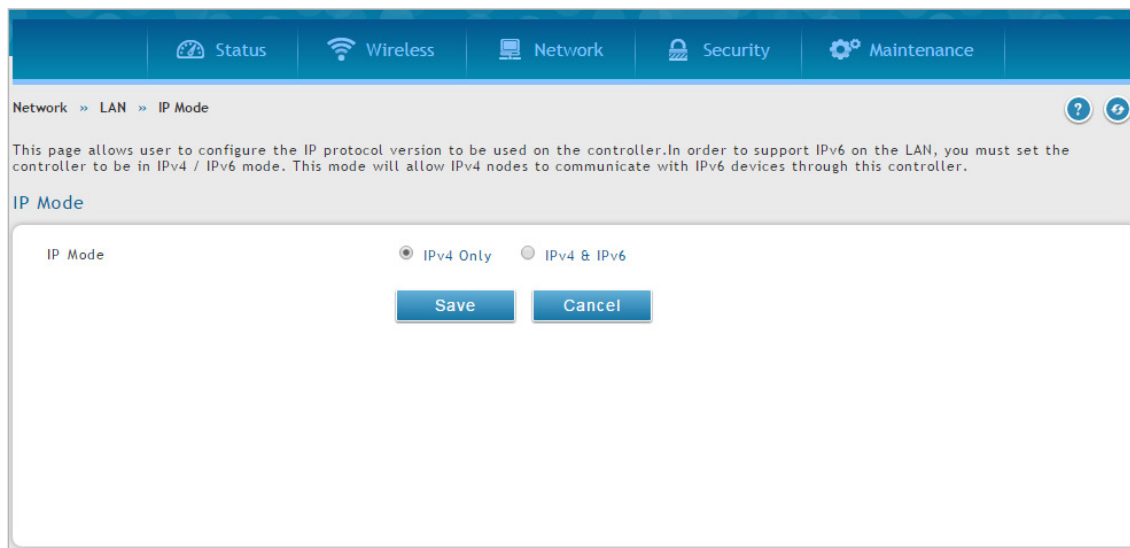 Status Wireless Network Security Maintenance
Network » LAN » IP Mode
?
This page allows user to configure the IP protocol version to be used on the controller.In order to support IPv6 on the LAN, you must set the
controller to be in IPv4 / IPv6 mode. This mode will allow IPv4 nodes to communicate with IPv6 devices through this controller.
IP Mode
IP Mode IPv4 Only IPv4 & IPv6
Save Cancel